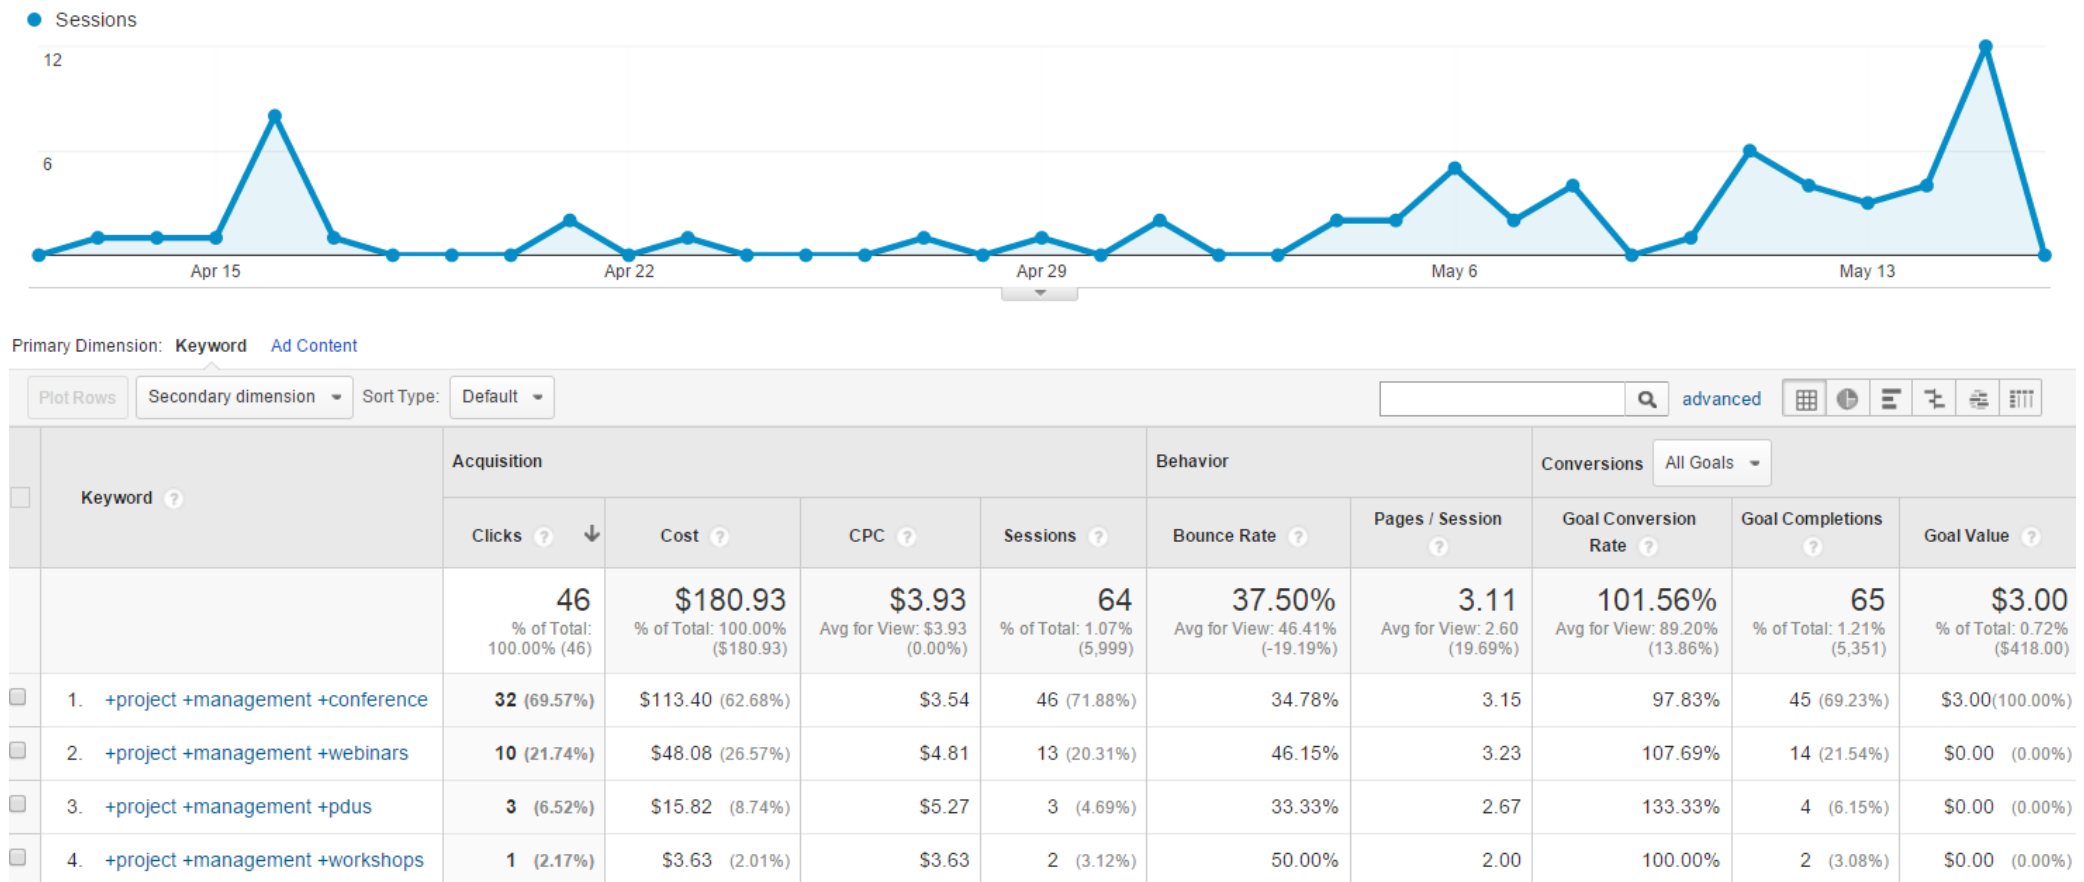 Sessions
12
6
Apr 15 Apr 22 Apr 29 May 6 May 13
Primary Dimension: Keyword Ad Content
Plot Rows Secondary dimension Sort Type: Default advanced
Keyword ? Acquisition Behavior Conversions All Goals
Clicks ? Cost ? CPC ? Sessions ? Bounce Rate ? Pages / Session ? Goal Conversion Rate ? Goal Completions ? Goal Value ?
46 $180.93 $3.93 64 37.50% 3.11 101.56% 65 $3.00
% of Total: % of Total: 100.00% Avg for View: $3.93 % of Total: 1.07% Avg for View: 46.41% Avg for View: 2.60 Avg for View: 89.20% % of Total: 1.21% % of Total: 0.72%
100.00% (46) ($180.93) (0.00%) (5,999) (-19.19%) (19.69%) (13.86%) (5,351) ($418.00)
1. +project +management +conference 32 (69.57%) $113.40 (62.68%) $3.54 46 (71.88%) 34.78% 3.15 97.83% 45 (69.23%) $3.00(100.00%)
2. +project +management +webinars 10 (21.74%) $48.08 (26.57%) $4.81 13 (20.31%) 46.15% 3.23 107.69% 14 (21.54%) $0.00 (0.00%)
3. +project +management +pdus 3 (6.52%) $15.82 (8.74%) $5.27 3 (4.69%) 33.33% 2.67 133.33% 4 (6.15%) $0.00 (0.00%)
4. +project +management +workshops 1 (2.17%) $3.63 (2.01%) $3.63 2 (3.12%) 50.00% 2.00 100.00% 2 (3.08%) $0.00 (0.00%)